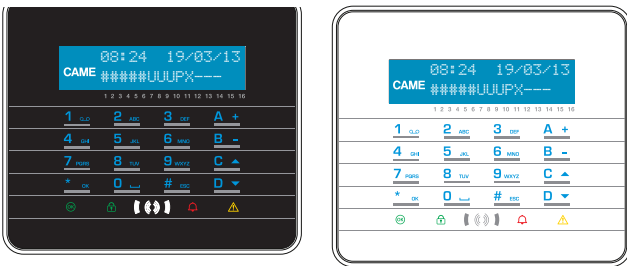 08:24 19/03/13
CAME #####UUUPX---
1 2 3 4 5 6 7 8 9 10 11 12 13 14 15 16
1 2 ABC 3 DEF A +
4 GHI 5 JKL 6 MNO B -
7 PQRS 8 TUV 9 WXYZ C
* OK 0 # ESC D
OK
08:24 19/03/13
CAME #####UUUPX---
1 2 3 4 5 6 7 8 9 10 11 12 13 14 15 16
1 2 ABC 3 DEF A +
4 GHI 5 JKL 6 MNO B -
7 PQRS 8 TUV 9 WXYZ C
* OK 0 # ESC D
OK